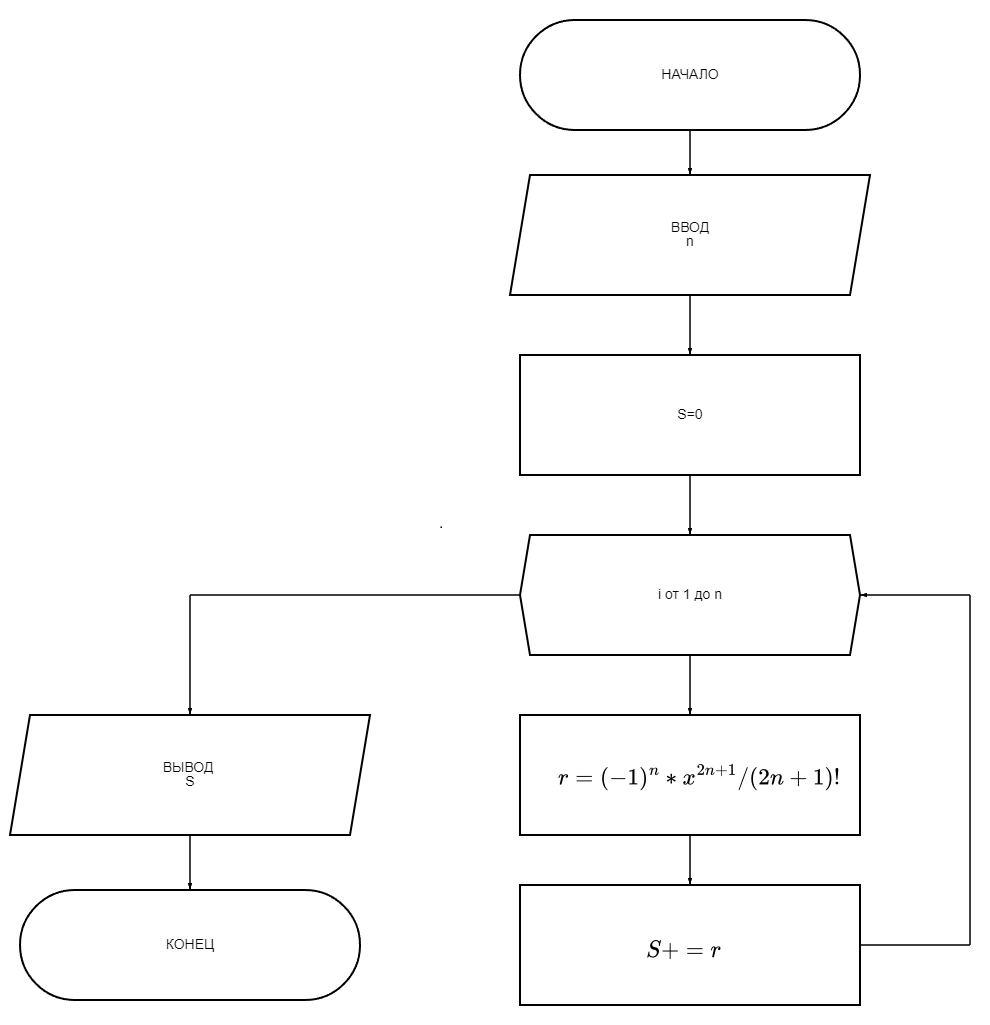 НАЧАЛО
ВВОД
n
S=0
i от 1 до n
r = (−1)^n ∗ x^{2n+1}/(2n + 1)!
S+ = r
ВЫВОД
S
КОНЕЦ